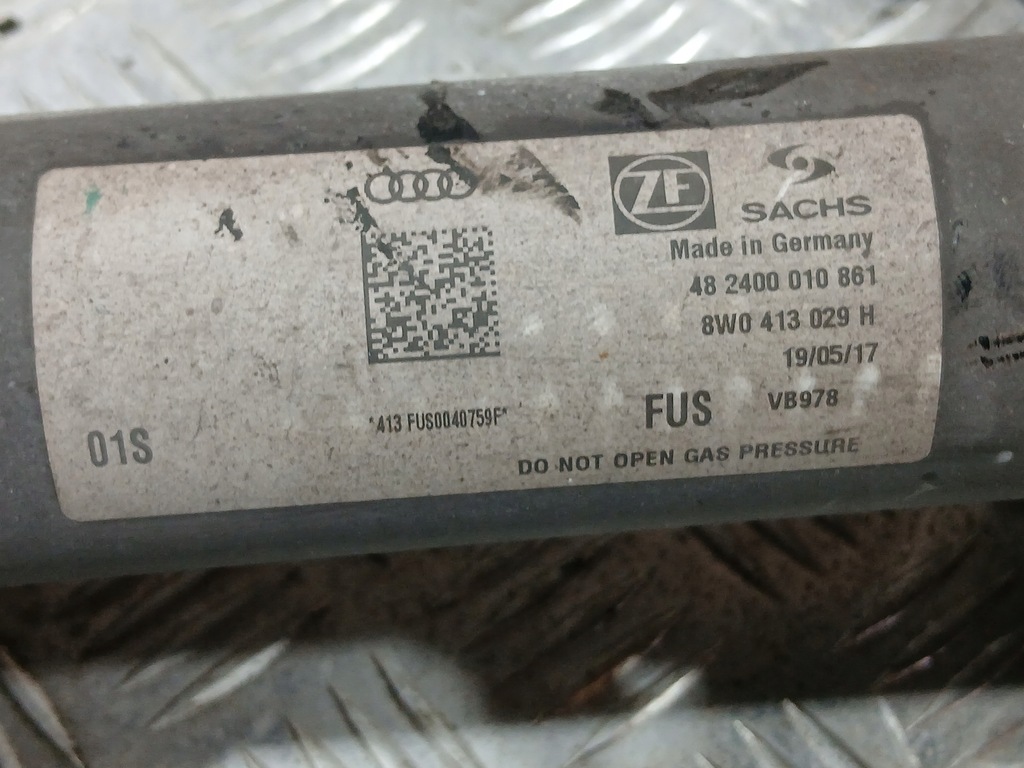 ZF
SACHS
Made in Germany
48 2400 010 861
8W0 413 029 H
19/05/17
FUS VB978
*413 FUS0040759F*
01S
DO NOT OPEN GAS PRESSURE